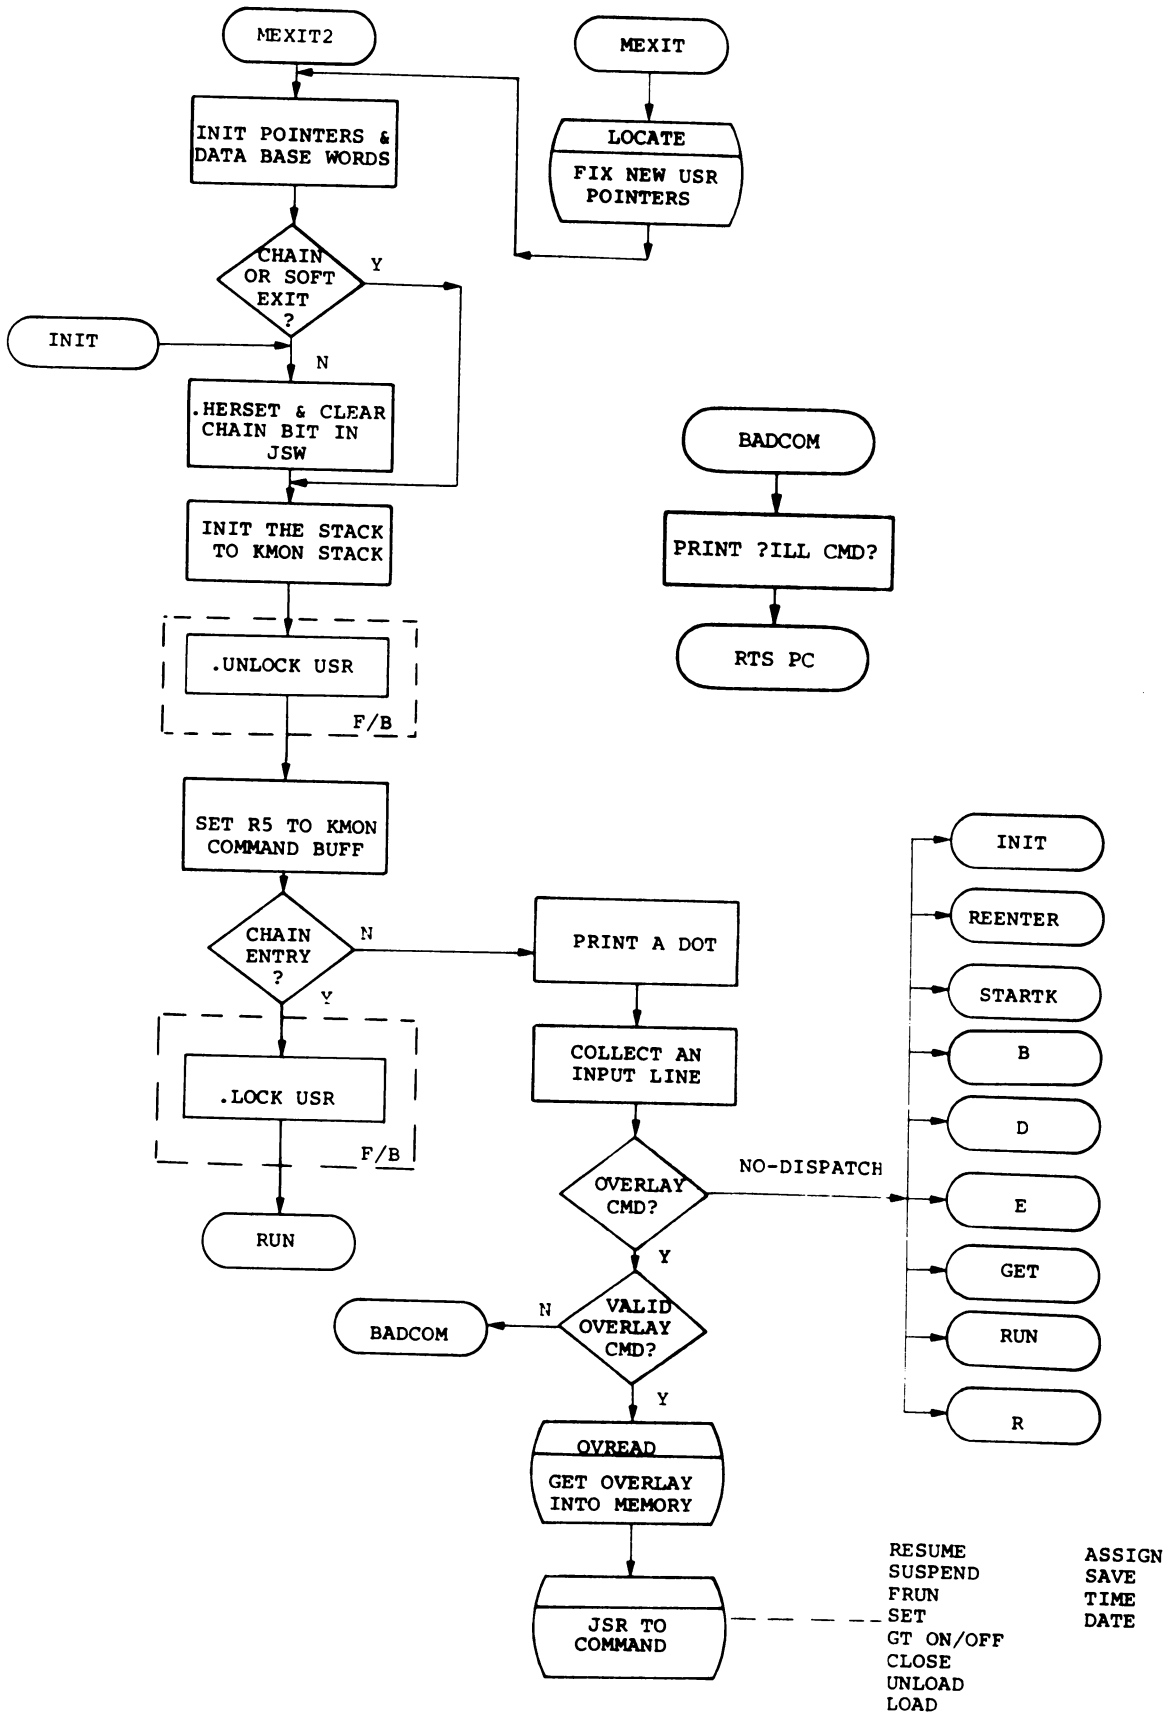 MEXIT2
MEXIT
INIT POINTERS &
DATA BASE WORDS
LOCATE
FIX NEW USR
POINTERS
CHAIN
OR SOFT
EXIT
?
Y
INIT
N
.HERSET & CLEAR
CHAIN BIT IN
JSW
INIT THE STACK
TO KMON STACK
BADCOM
PRINT ?ILL CMD?
RTS PC
.UNLOCK USR
F/B
SET R5 TO KMON
COMMAND BUFF
CHAIN
ENTRY
?
N
Y
.LOCK USR
F/B
RUN
PRINT A DOT
COLLECT AN
INPUT LINE
OVERLAY
CMD?
NO-DISPATCH
Y
VALID
OVERLAY
CMD?
N
BADCOM
Y
OVREAD
GET OVERLAY
INTO MEMORY
JSR TO
COMMAND
INIT
REENTER
STARTK
B
D
E
GET
RUN
R
RESUME
SUSPEND
FRUN
SET
GT ON/OFF
CLOSE
UNLOAD
LOAD
ASSIGN
SAVE
TIME
DATE